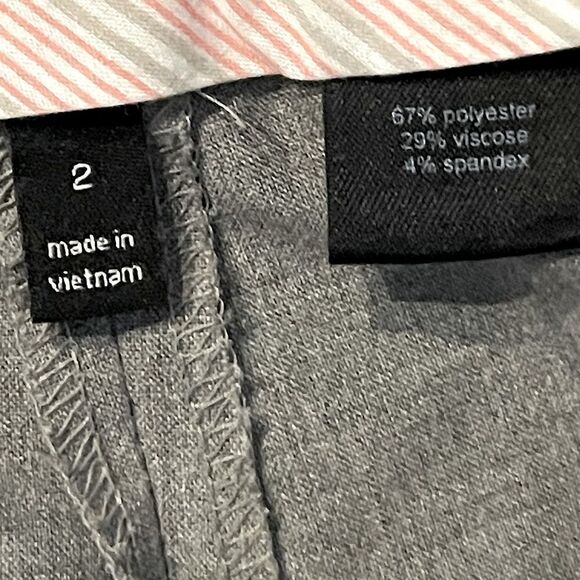 2
made in
vietnam
67% polyester
29% viscose
4% spandex